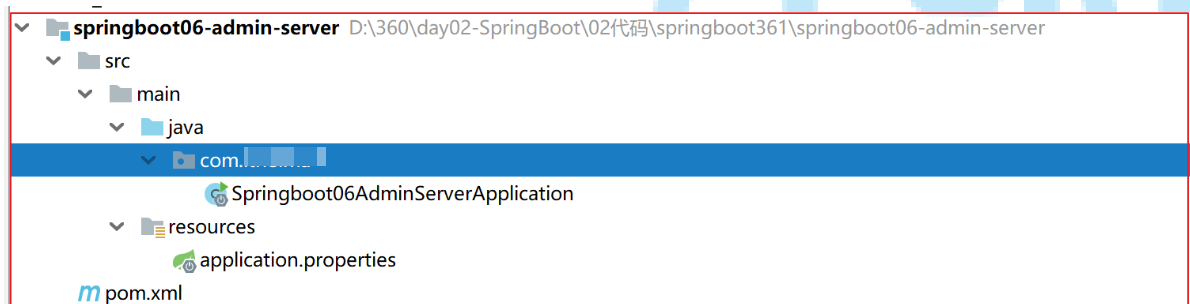 springboot06-admin-server D:\360\day02-SpringBoot\02代码\springboot361\springboot06-admin-server
src
main
java
com.
Springboot06AdminServerApplication
resources
application.properties
pom.xml